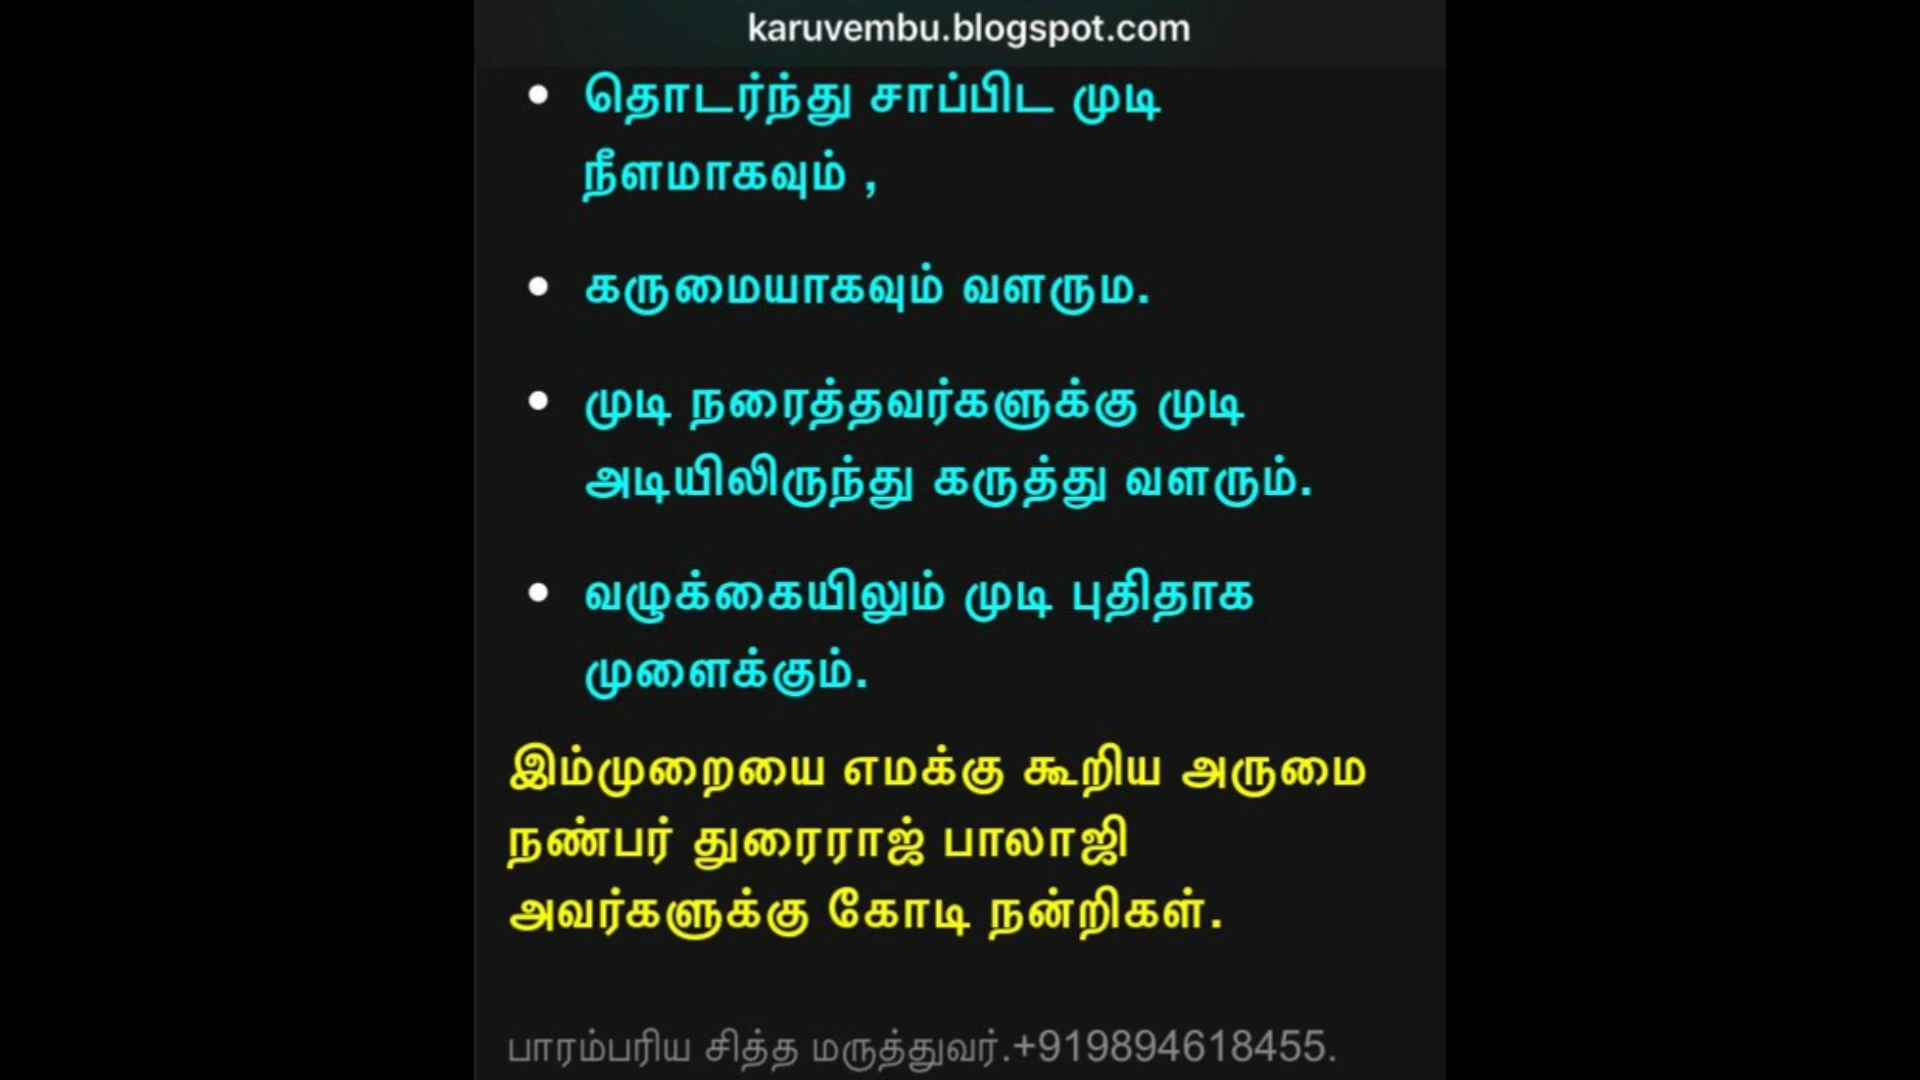 karuvembu.blogspot.com
• தொடர்ந்து சாப்பிட முடி
நீளமாகவும் ,
• கருமையாகவும் வளரும.
• முடி நரைத்தவர்களுக்கு முடி
அடியிலிருந்து கருத்து வளரும்.
• வழுக்கையிலும் முடி புதிதாக
முளைக்கும்.
இம்முறையை எமக்கு கூறிய அருமை
நண்பர் துரைராஜ் பாலாஜி
அவர்களுக்கு கோடி நன்றிகள்.
பாரம்பரிய சித்த மருத்துவர்.+919894618455.